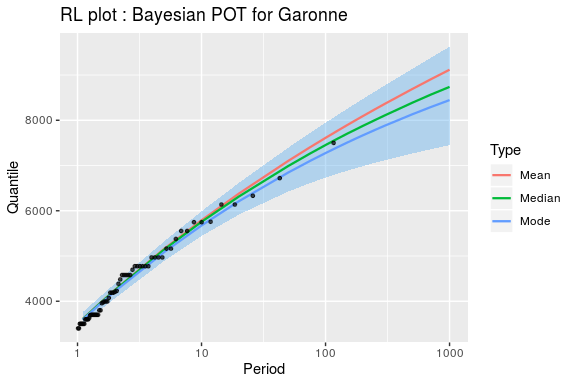 RL plot : Bayesian POT for Garonne
Quantile
8000
6000
4000
1 10 100 1000
Period
Type
Mean
Median
Mode